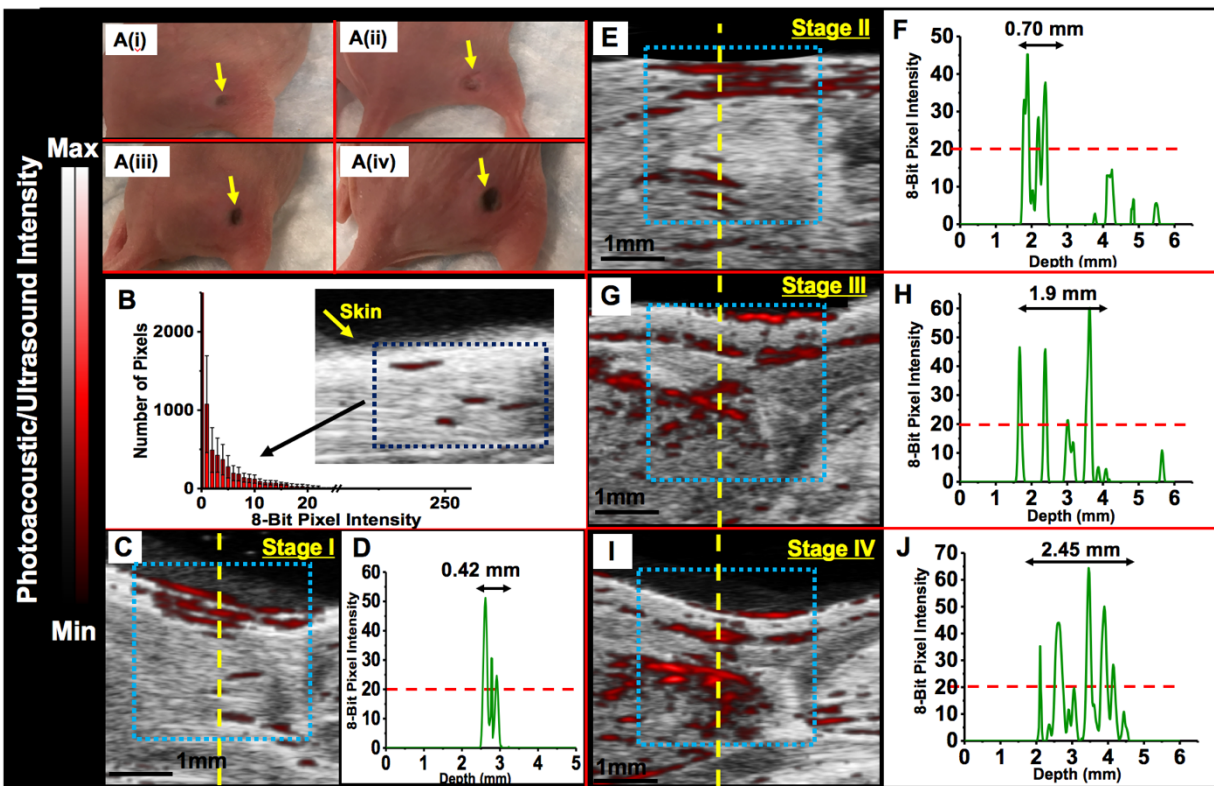 Photoacoustic/Ultrasound Intensity
Max
Min
A(i)
A(ii)
A(iii)
A(iv)
B
Skin
Number of Pixels
2000
1000
0
0 10 20 250
8-Bit Pixel Intensity
C
Stage I
1mm
D
0.42 mm
8-Bit Pixel Intensity
60
50
40
30
20
10
0
0 1 2 3 4 5
Depth (mm)
E
Stage II
1mm
F
0.70 mm
8-Bit Pixel Intensity
50
40
30
20
10
0
0 1 2 3 4 5 6
Depth (mm)
G
Stage III
1mm
H
1.9 mm
8-Bit Pixel Intensity
60
50
40
30
20
10
0
0 1 2 3 4 5 6
Depth (mm)
I
Stage IV
1mm
J
2.45 mm
8-Bit Pixel Intensity
70
60
50
40
30
20
10
0
0 1 2 3 4 5 6
Depth (mm)